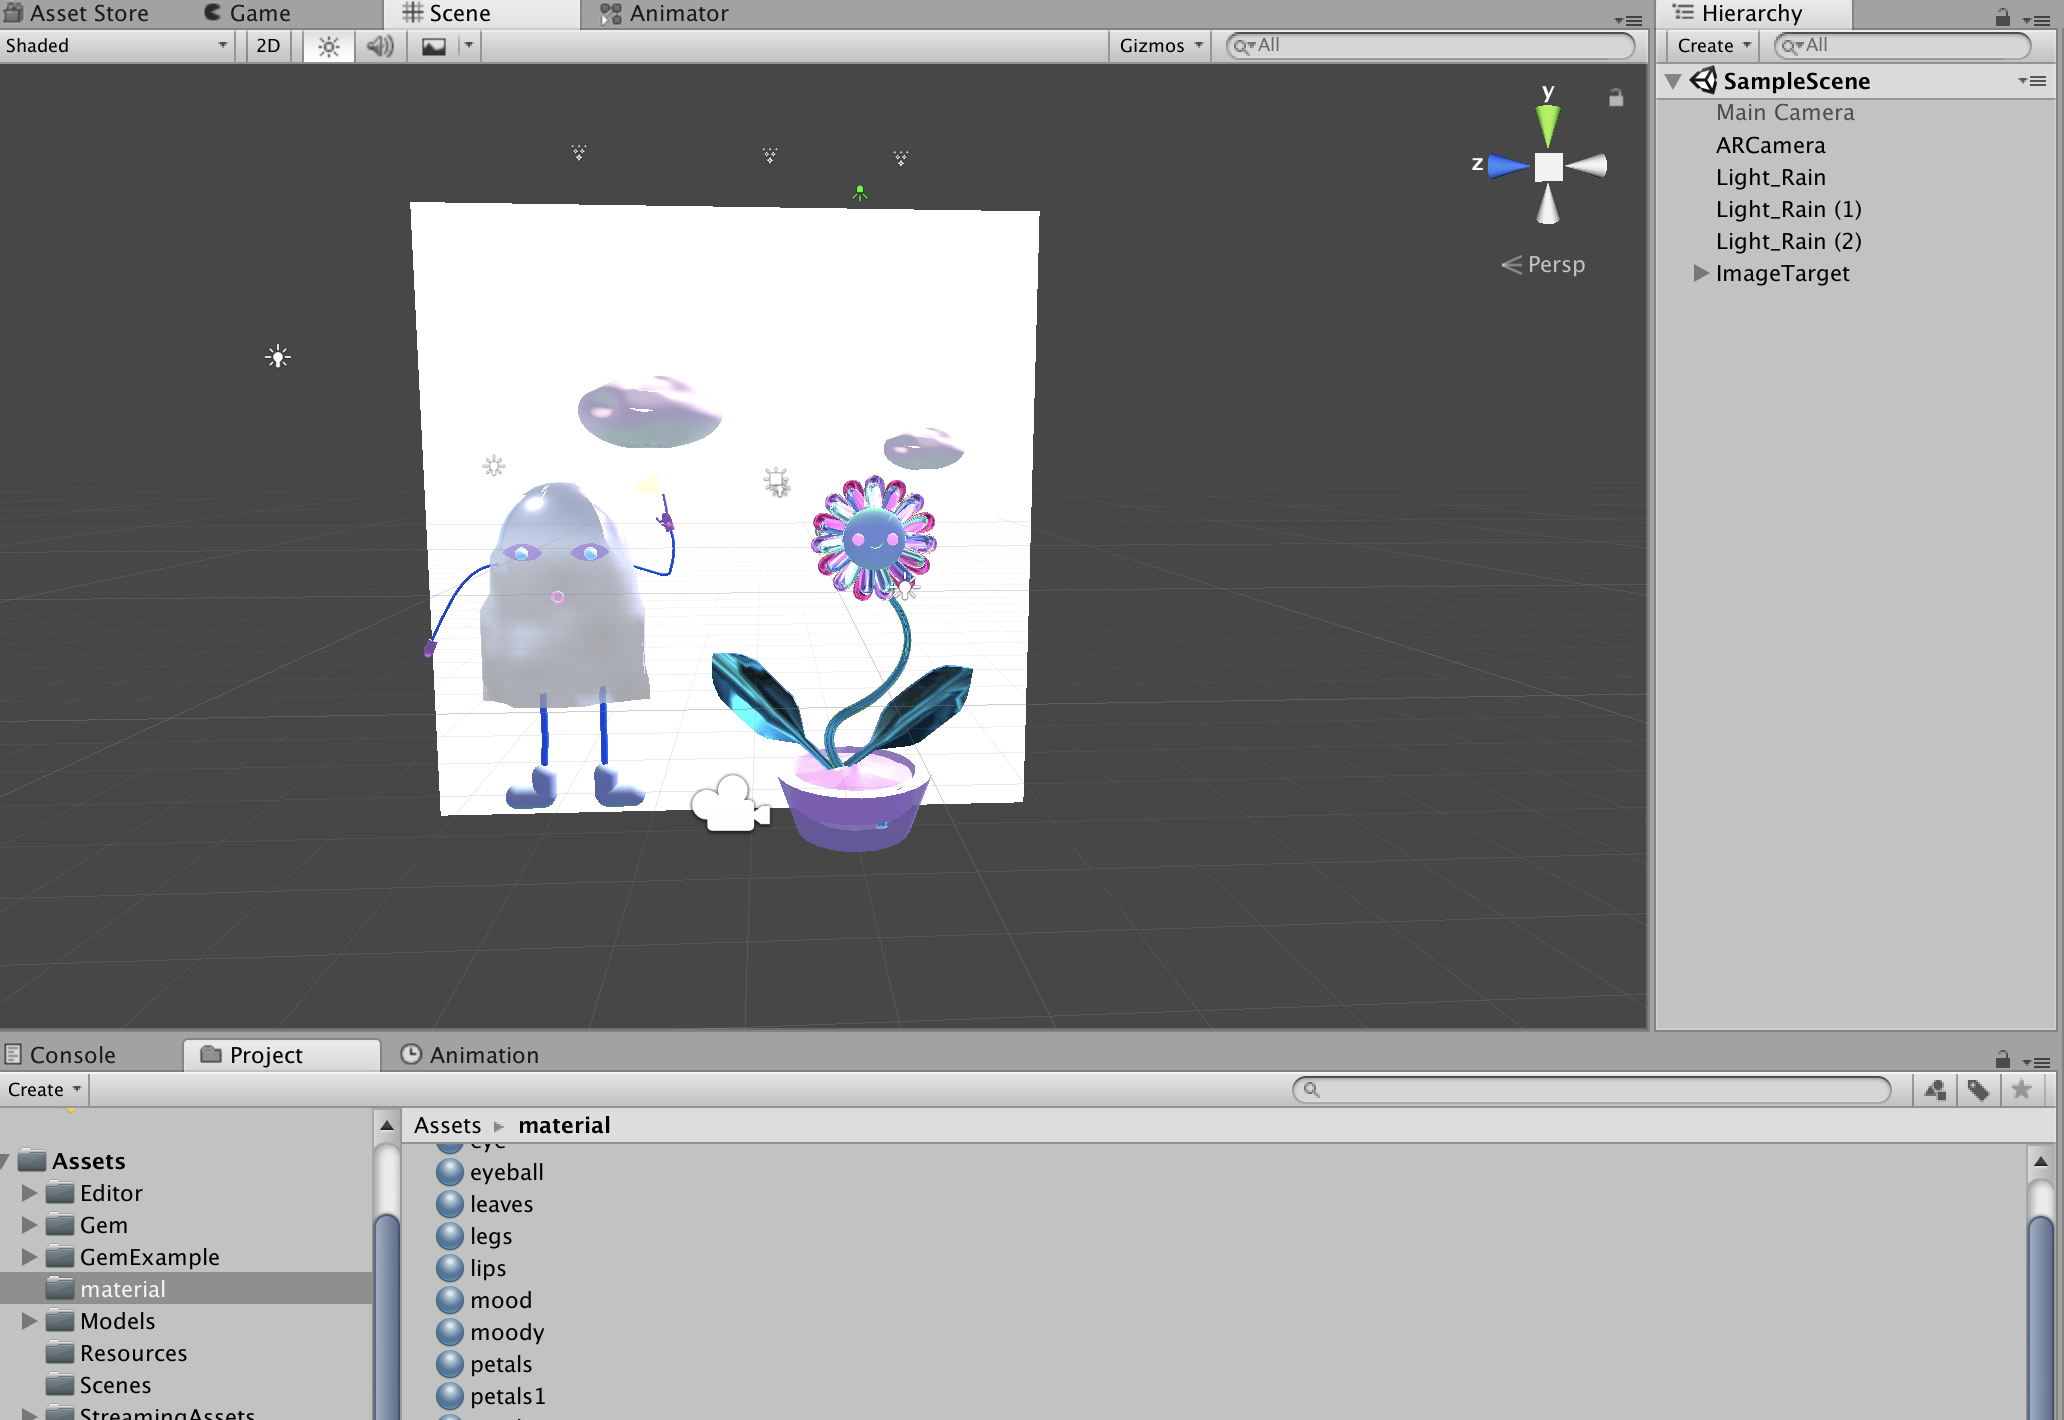 Asset Store Game Scene Animator
Shaded 2D Gizmos All
y
z
Persp
Hierarchy
Create All
SampleScene
Main Camera
ARCamera
Light_Rain
Light_Rain (1)
Light_Rain (2)
ImageTarget
Console Project Animation
Create
Assets
Editor
Gem
GemExample
material
Models
Resources
Scenes
StreamingAssets
Assets material
eye
eyeball
leaves
legs
lips
mood
moody
petals
petals1